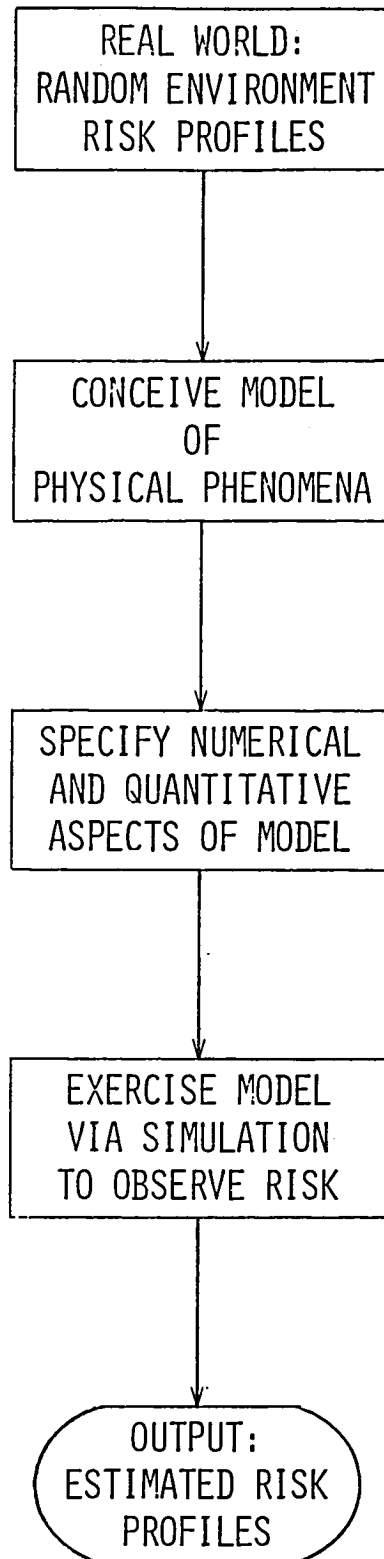 REAL WORLD:
RANDOM ENVIRONMENT
RISK PROFILES
CONCEIVE MODEL
OF
PHYSICAL PHENOMENA
SPECIFY NUMERICAL
AND QUANTITATIVE
ASPECTS OF MODEL
EXERCISE MODEL
VIA SIMULATION
TO OBSERVE RISK
OUTPUT:
ESTIMATED RISK
PROFILES